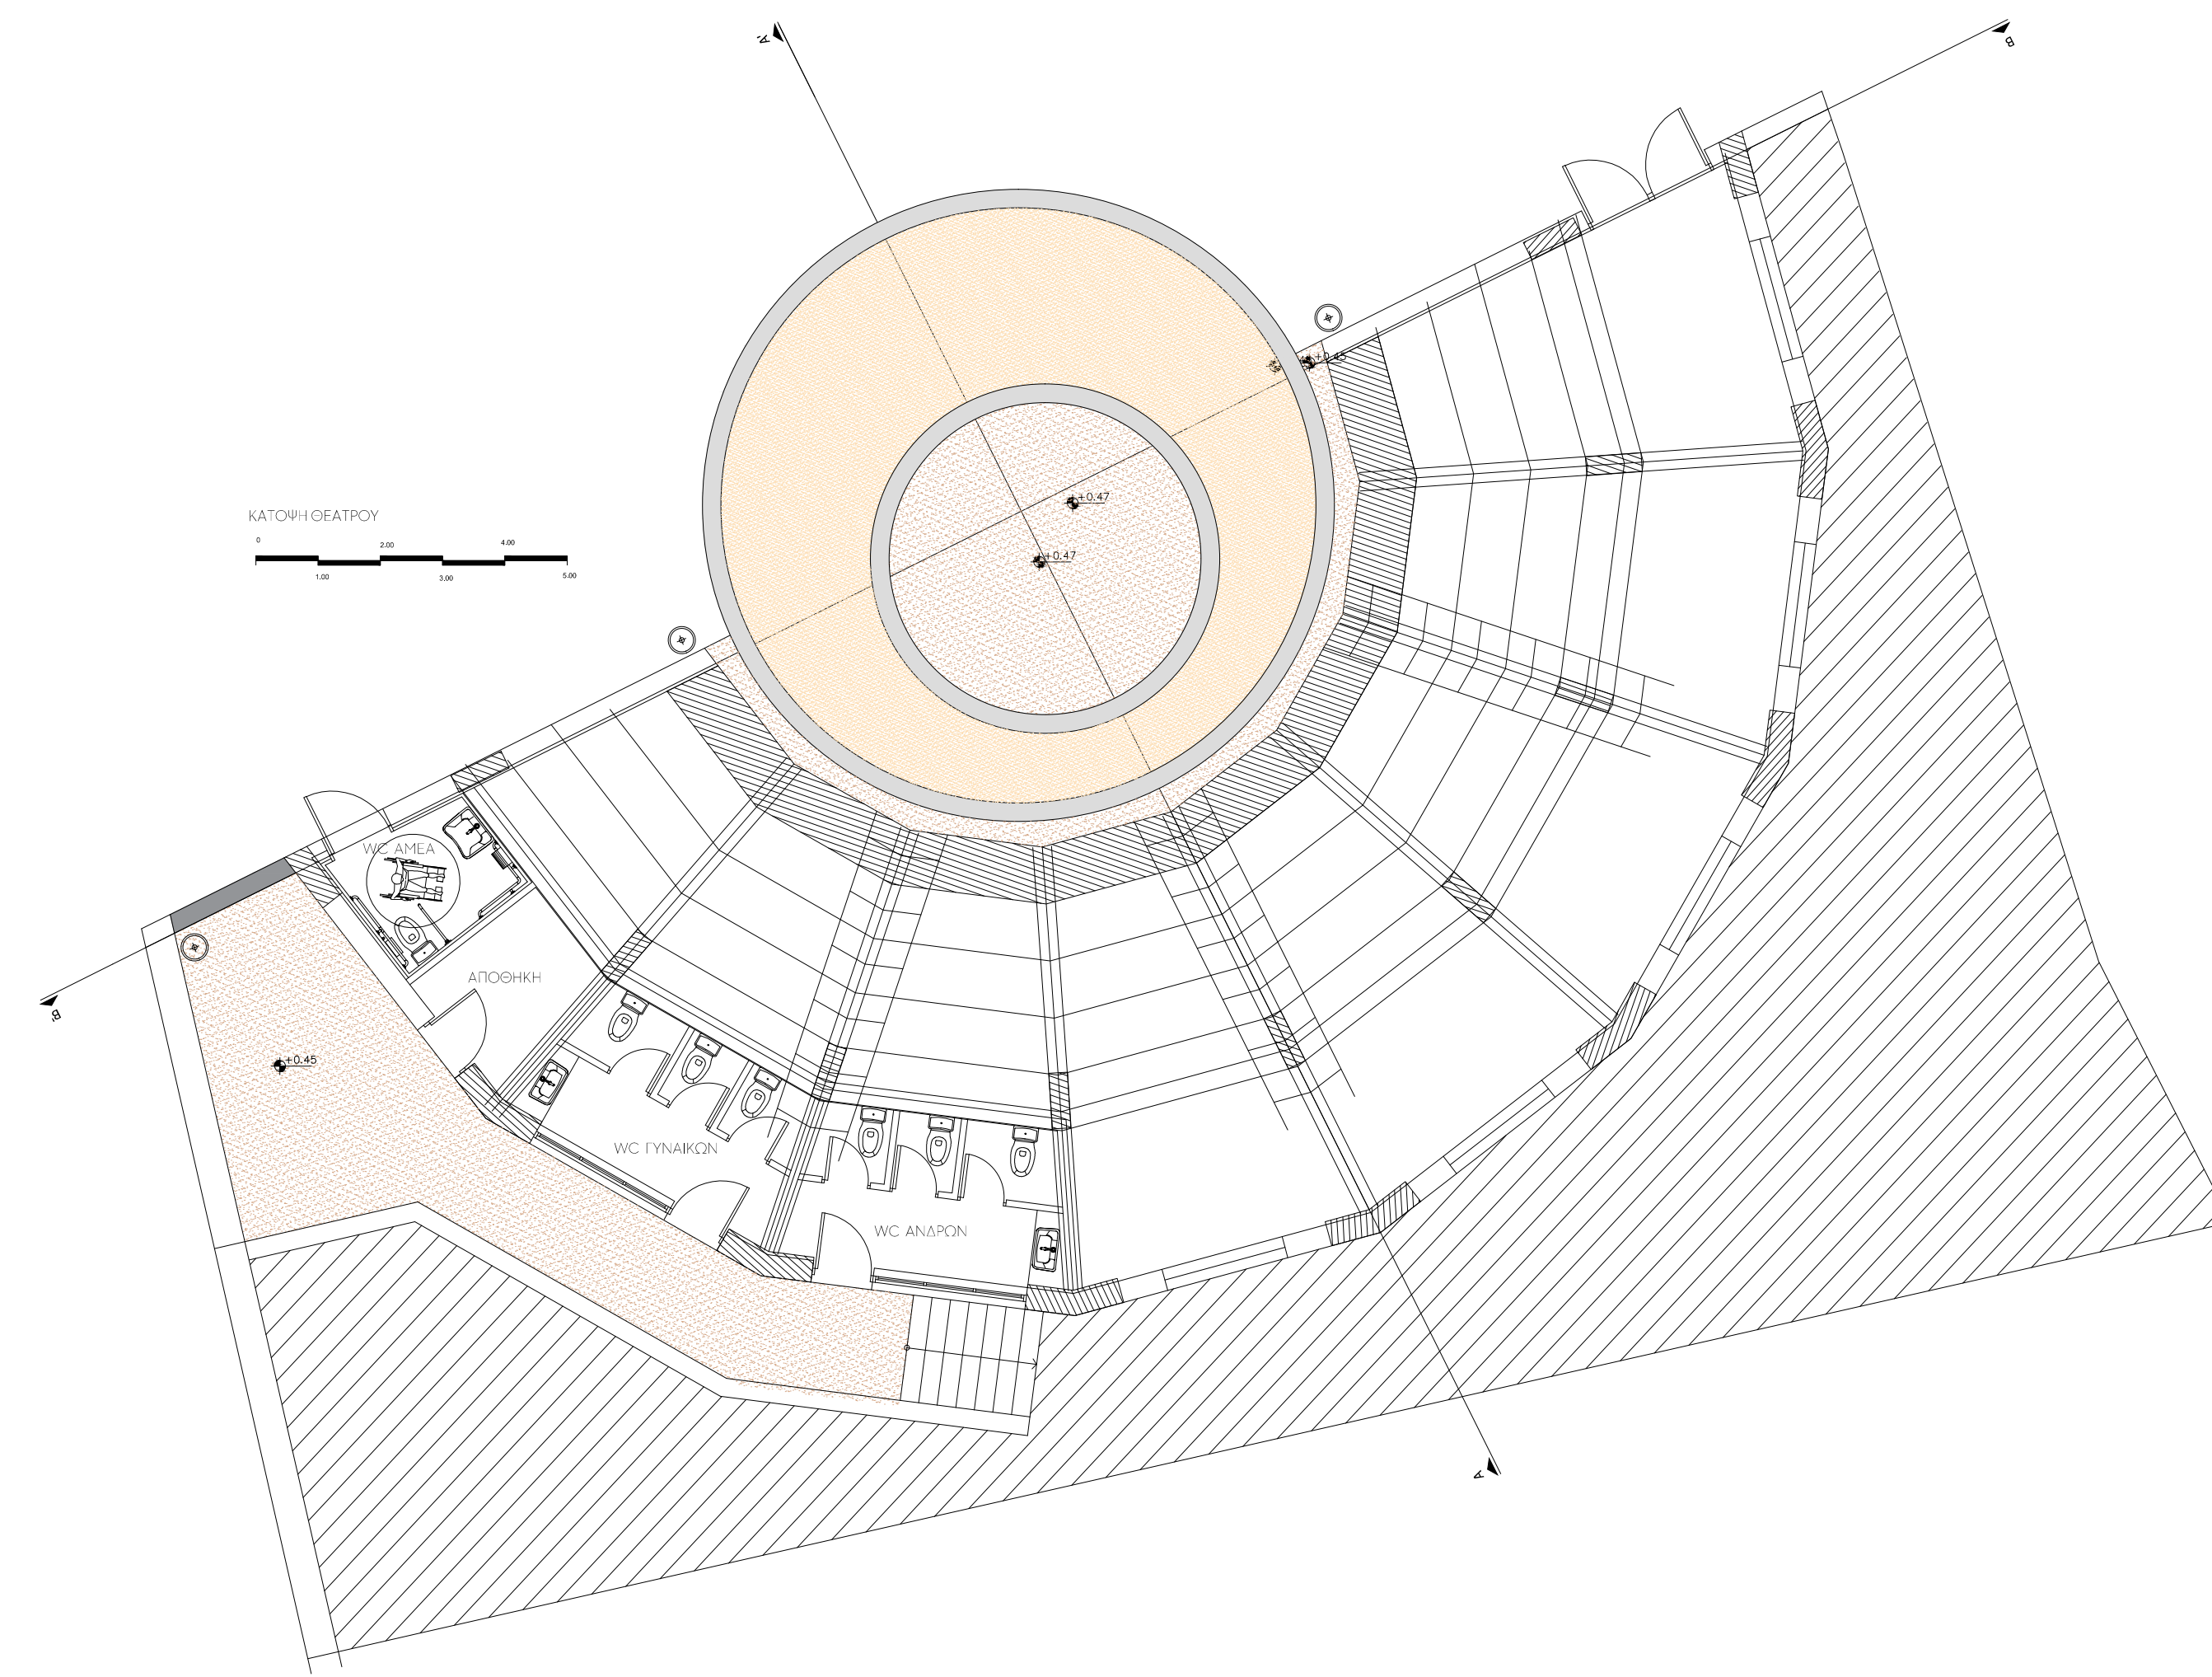 A'
B
+0.45
+0.47
+0.47
ΚΑΤΟΨΗ ΘΕΑΤΡΟΥ
0
2.00
4.00
1.00
3.00
5.00
WC ΑΜΕΑ
ΑΠΟΘΗΚΗ
B'
+0.45
WC ΓΥΝΑΙΚΩΝ
WC ΑΝΔΡΩΝ
A